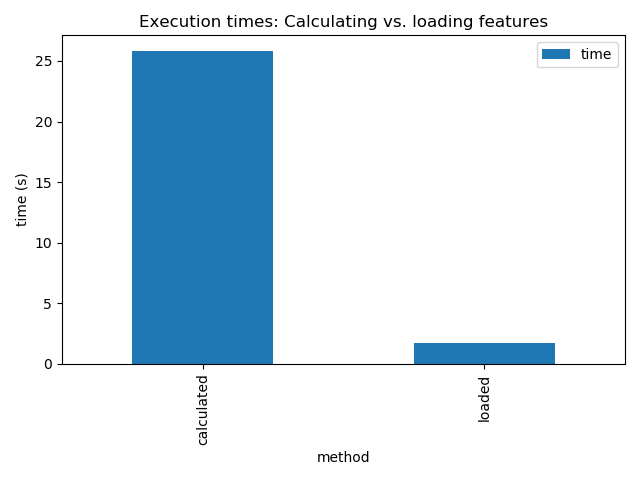 Execution times: Calculating vs. loading features
time
25
20
15
10
5
0
time (s)
calculated
loaded
method